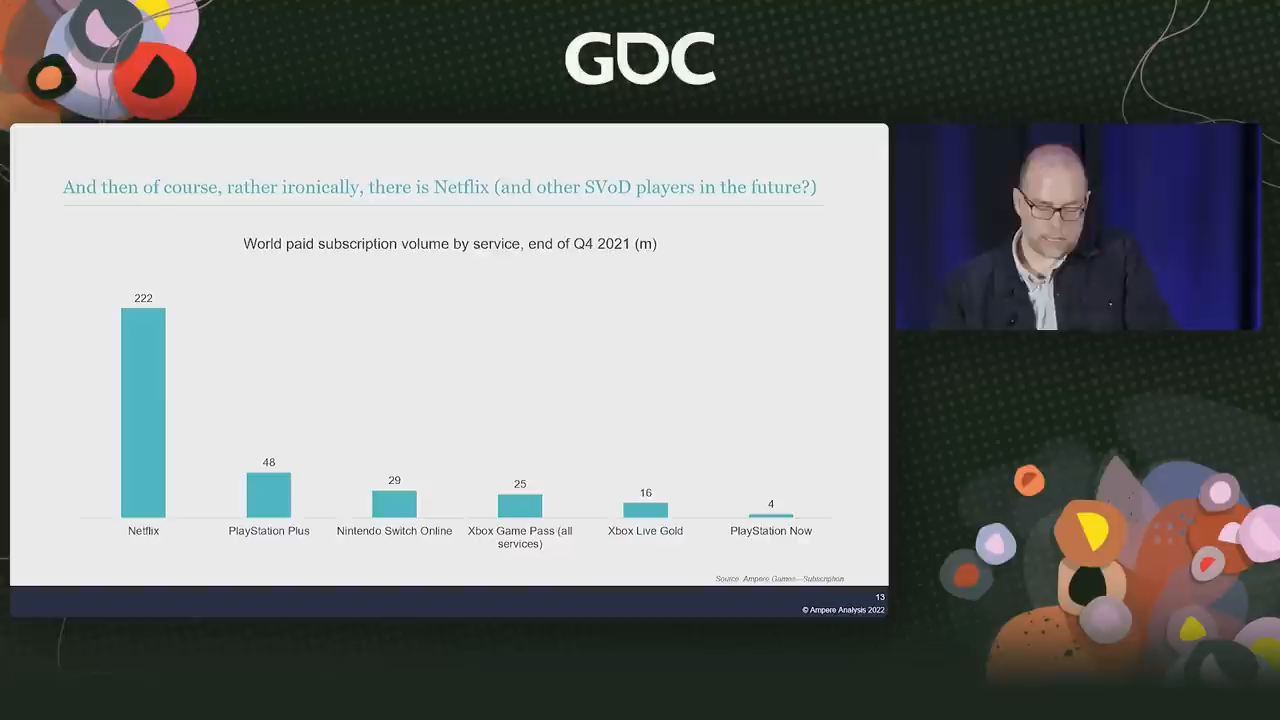 GDC
And then of course, rather ironically, there is Netflix (and other SVoD players in the future?)
World paid subscription volume by service, end of Q4 2021 (m)
222
48
29
25
16
4
Netflix
PlayStation Plus
Nintendo Switch Online
Xbox Game Pass (all
services)
Xbox Live Gold
PlayStation Now
Source: Ampere Games—Subscription
13
© Ampere Analysis 2022